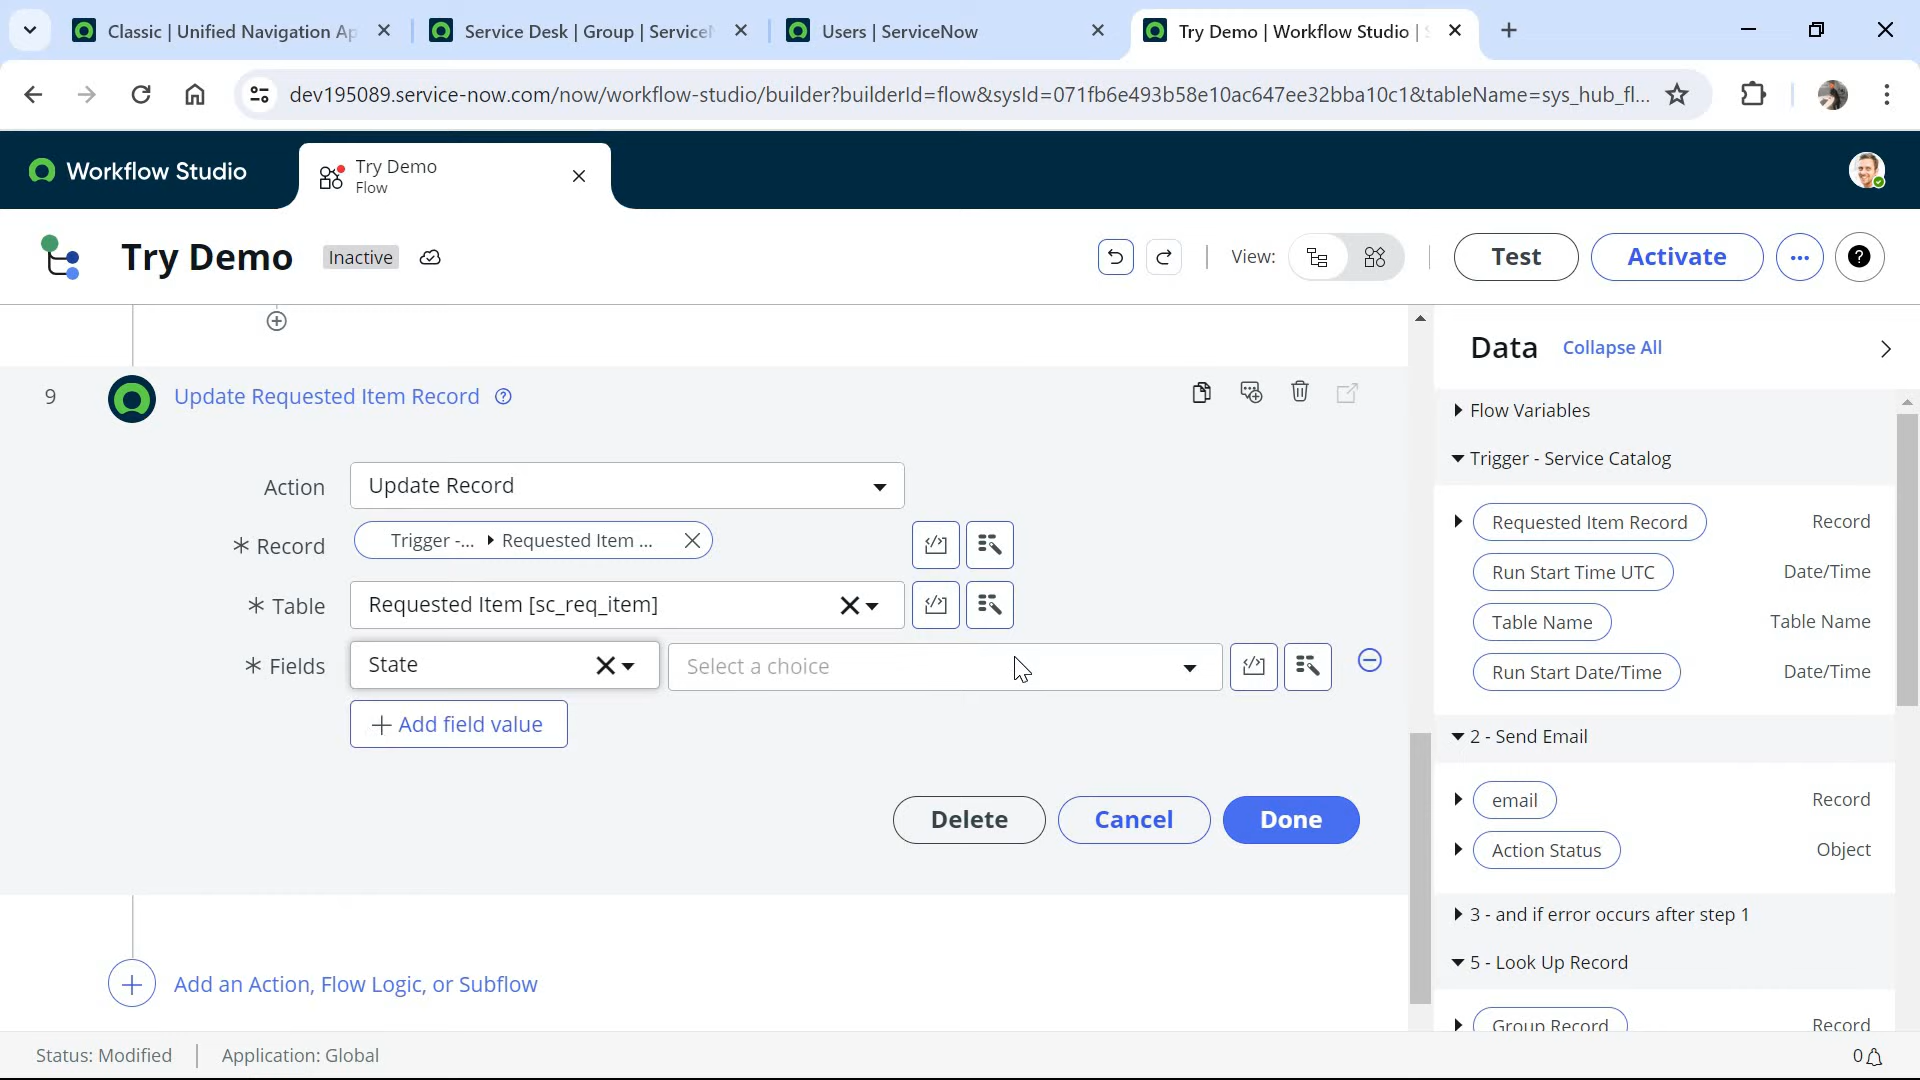 Classic | Unified Navigation Ap
Service Desk | Group | Service
Users | ServiceNow
Try Demo | Workflow Studio |
dev195089.service-now.com/now/workflow-studio/builder?builderId=flow&sysId=071fb6e493b58e10ac647ee32bba10c1&tableName=sys_hub_fl...
Workflow Studio
Try Demo
Flow
Try Demo
Inactive
View:
Test
Activate
...
?
Data
Collapse All
9
Update Requested Item Record
Action
Update Record
* Record
Trigger -... Requested Item ...
* Table
Requested Item [sc_req_item]
* Fields
State
Select a choice
+ Add field value
Delete
Cancel
Done
+ Add an Action, Flow Logic, or Subflow
Flow Variables
Trigger - Service Catalog
Requested Item Record
Record
Run Start Time UTC
Date/Time
Table Name
Table Name
Run Start Date/Time
Date/Time
2 - Send Email
email
Record
Action Status
Object
3 - and if error occurs after step 1
5 - Look Up Record
Group Record
Record
Status: Modified
Application: Global
0